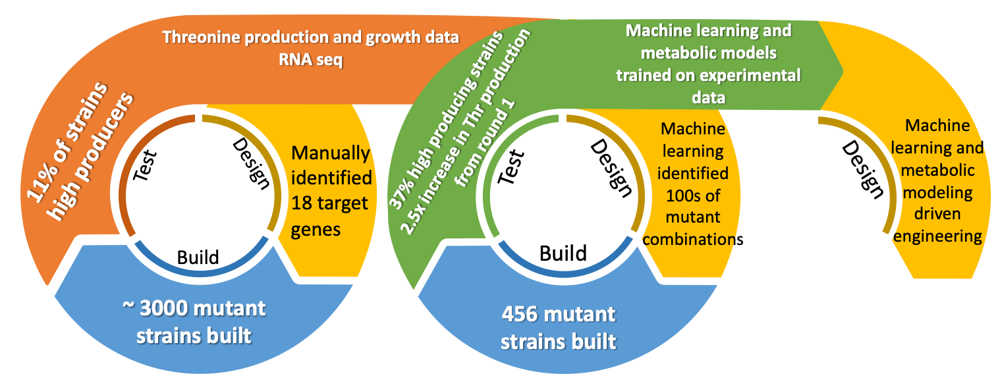 Threonine production and growth data
RNA seq
11% of strains
high producers
Test
Design
Build
Manually
identified
18 target
genes
~ 3000 mutant
strains built
37% high producing strains
2.5x increase in Thr production
from round 1
Machine learning and
metabolic models
trained on experimental
data
Test
Design
Build
Machine
learning
identified
100s of
mutant
combinations
456 mutant
strains built
Design
Machine
learning and
metabolic
modeling
driven
engineering